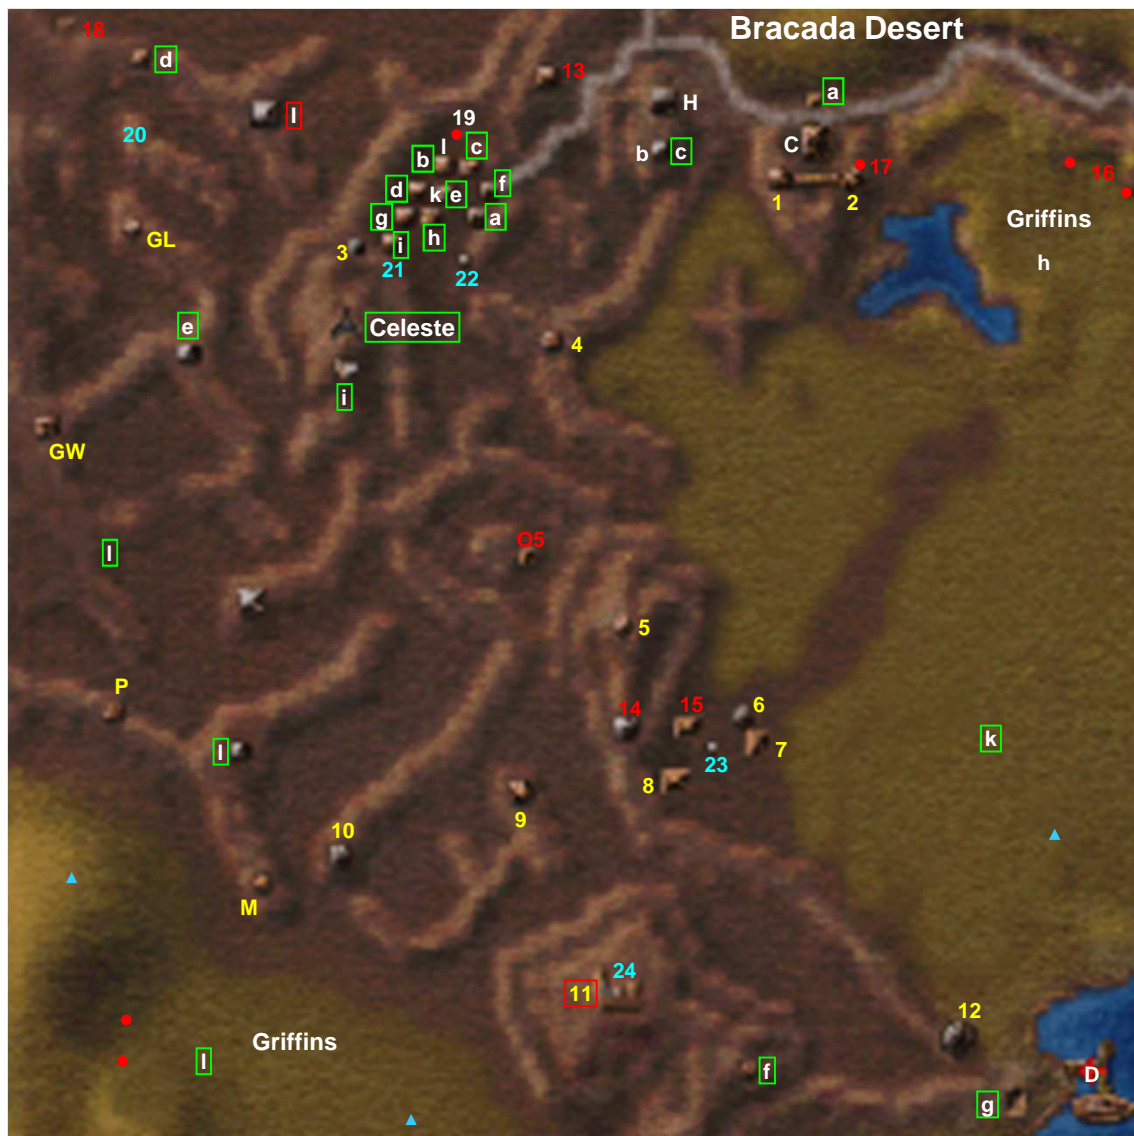 Bracada Desert
18
d
13
a
H
l
19
20
C
l
c
b
c
b
17
16
d
k
e
f
1
2
g
a
Griffins
GL
h
3
i
21
22
h
e
Celeste
4
i
GW
O5
l
5
P
14
15
6
l
k
23
7
8
10
9
M
24
11
12
Griffins
l
f
D
g